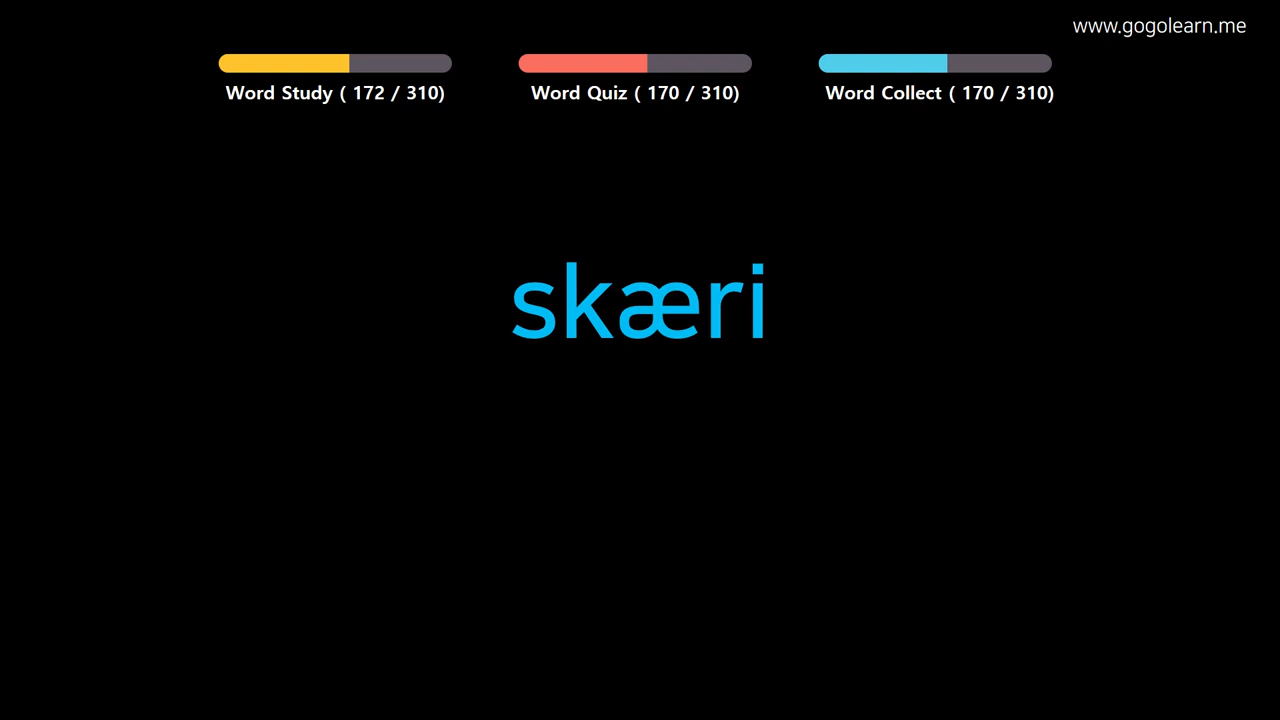 www.gogolearn.me
Word Study ( 172 / 310)
Word Quiz ( 170 / 310)
Word Collect ( 170 / 310)
skæri